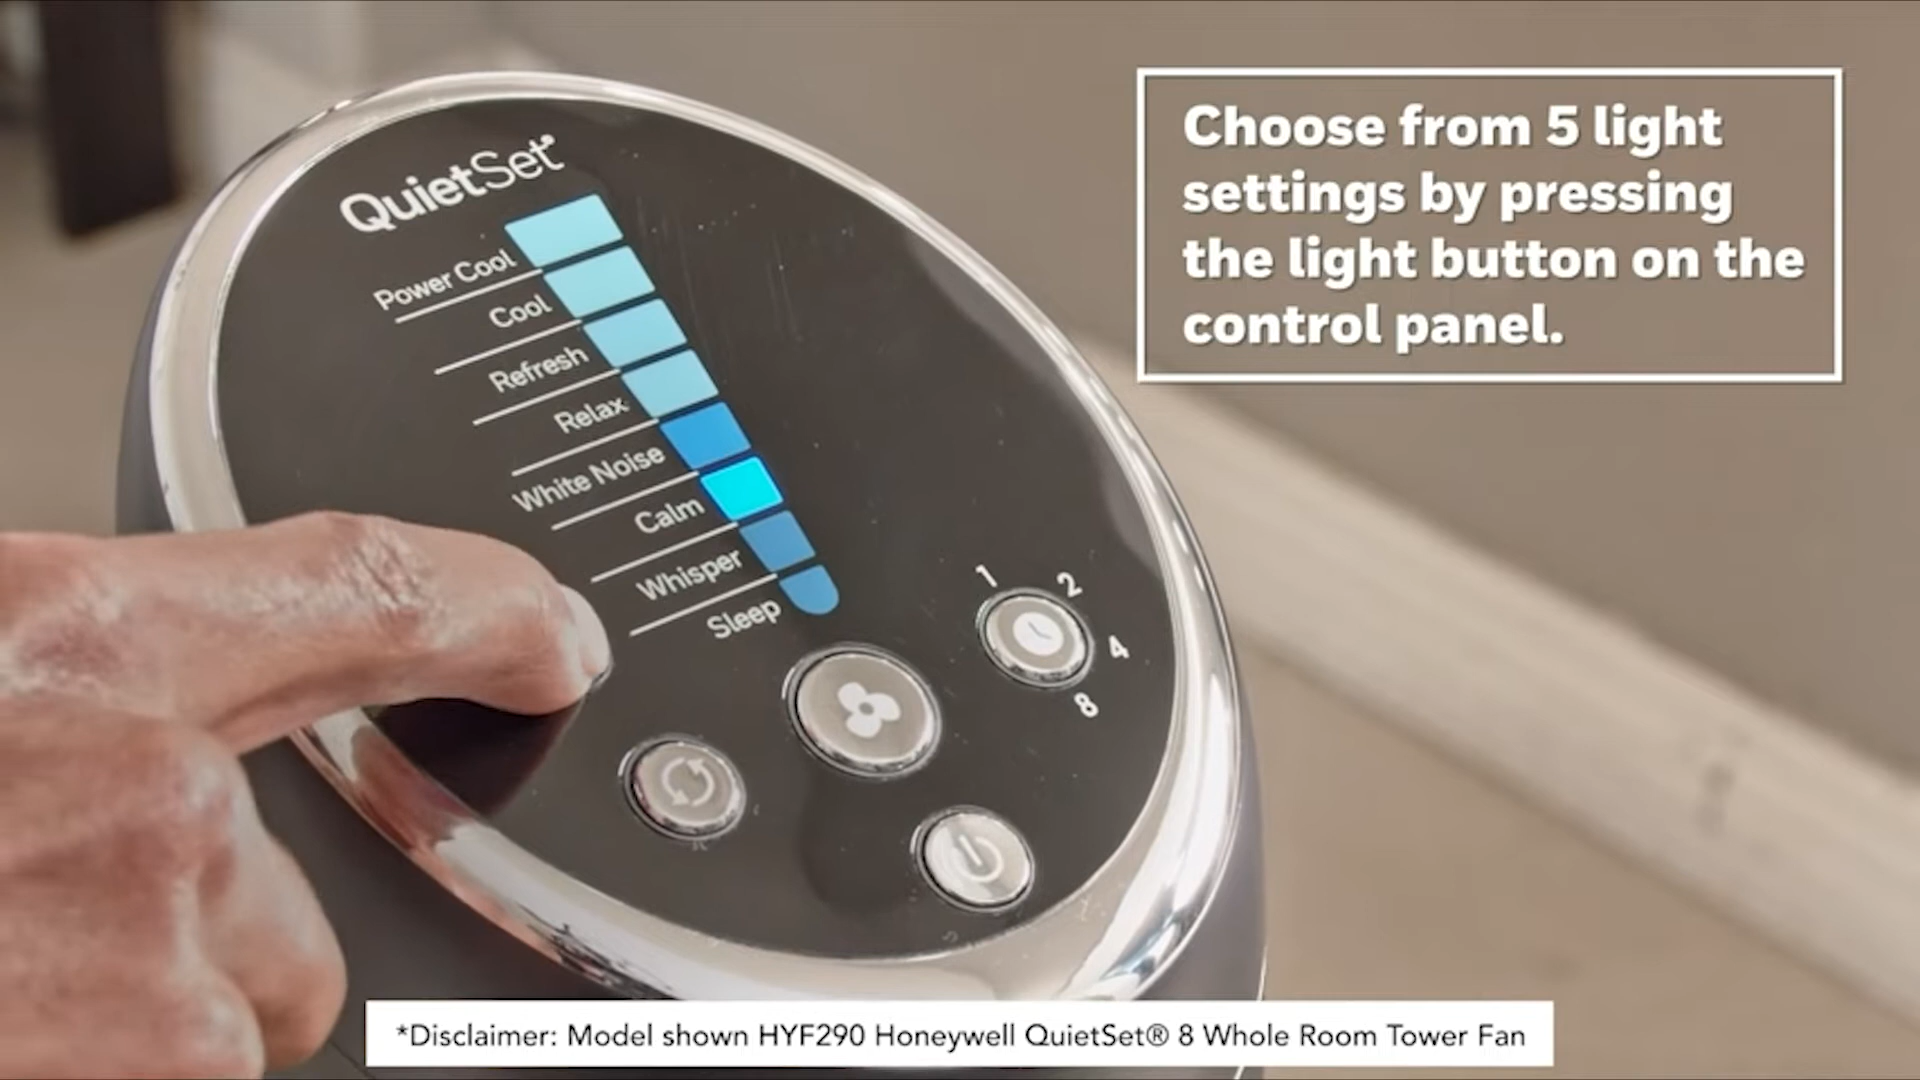 QuietSet
Power Cool
Cool
Refresh
Relax
White Noise
Calm
Whisper
Sleep
1
2
4
8
Choose from 5 light
settings by pressing
the light button on the
control panel.
*Disclaimer: Model shown HYF290 Honeywell QuietSet® 8 Whole Room Tower Fan